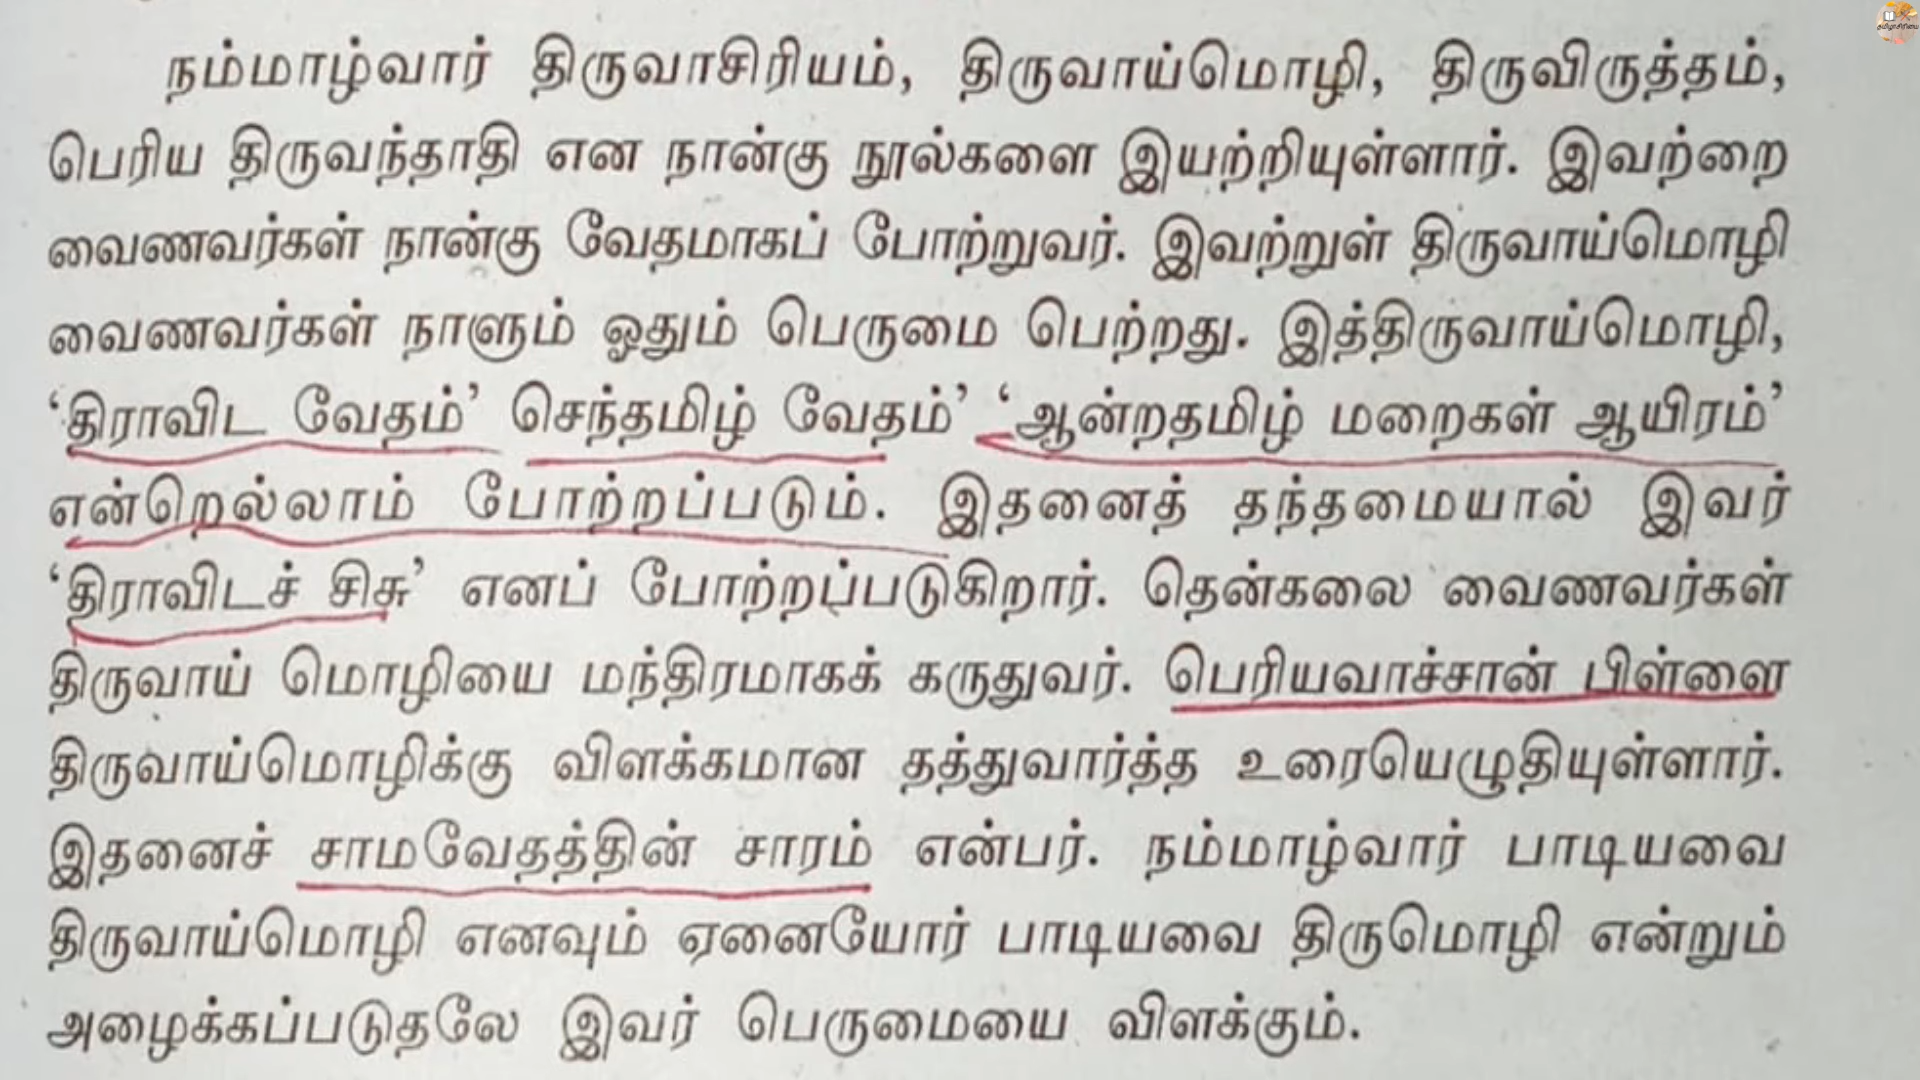 நம்மாழ்வார் திருவாசிரியம், திருவாய்மொழி, திருவிருத்தம்,
பெரிய திருவந்தாதி என நான்கு நூல்களை இயற்றியுள்ளார். இவற்றை
வைணவர்கள் நான்கு வேதமாகப் போற்றுவர். இவற்றுள் திருவாய்மொழி
வைணவர்கள் நாளும் ஓதும் பெருமை பெற்றது. இத்திருவாய்மொழி,
‘திராவிட வேதம்’ செந்தமிழ் வேதம்’ ‘ஆன்றதமிழ் மறைகள் ஆயிரம்’
என்றெல்லாம் போற்றப்படும். இதனைத் தந்தமையால் இவர்
‘திராவிடச் சிசு’ எனப் போற்றப்படுகிறார். தென்கலை வைணவர்கள்
திருவாய் மொழியை மந்திரமாகக் கருதுவர். பெரியவாச்சான் பிள்ளை
திருவாய்மொழிக்கு விளக்கமான தத்துவார்த்த உரையெழுதியுள்ளார்.
இதனைச் சாமவேதத்தின் சாரம் என்பர். நம்மாழ்வார் பாடியவை
திருவாய்மொழி எனவும் ஏனையோர் பாடியவை திருமொழி என்றும்
அழைக்கப்படுதலே இவர் பெருமையை விளக்கும்.